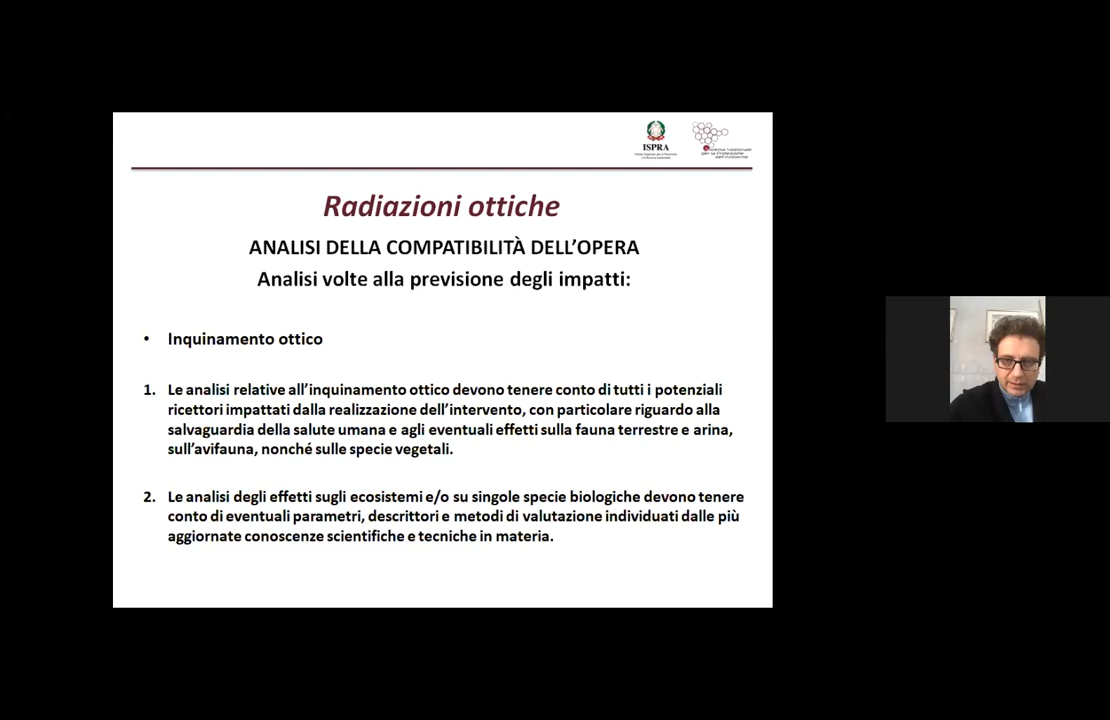 ISPRA
Radiazioni ottiche
ANALISI DELLA COMPATIBILITÀ DELL’OPERA
Analisi volte alla previsione degli impatti:
• Inquinamento ottico
1. Le analisi relative all’inquinamento ottico devono tenere conto di tutti i potenziali
ricettori impattati dalla realizzazione dell’intervento, con particolare riguardo alla
salvaguardia della salute umana e agli eventuali effetti sulla fauna terrestre e arina,
sull’avifauna, nonché sulle specie vegetali.
2. Le analisi degli effetti sugli ecosistemi e/o su singole specie biologiche devono tenere
conto di eventuali parametri, descrittori e metodi di valutazione individuati dalle più
aggiornate conoscenze scientifiche e tecniche in materia.